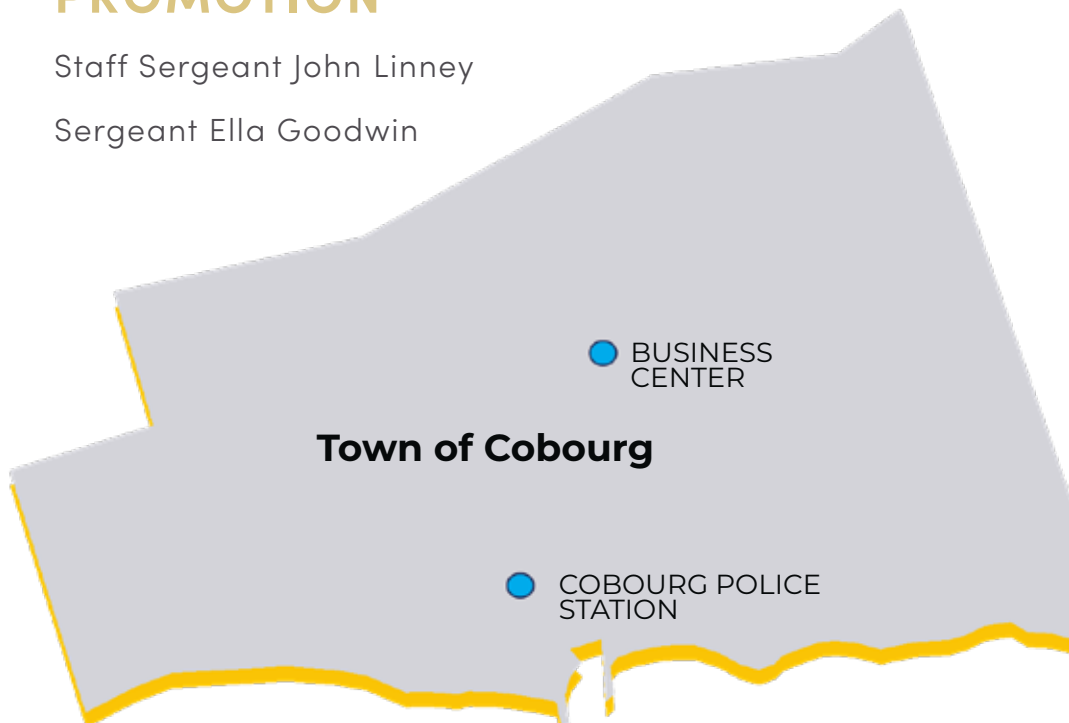 PROMOTION
Staff Sergeant John Linney
Sergeant Ella Goodwin
BUSINESS
CENTER
Town of Cobourg
COBOURG POLICE
STATION